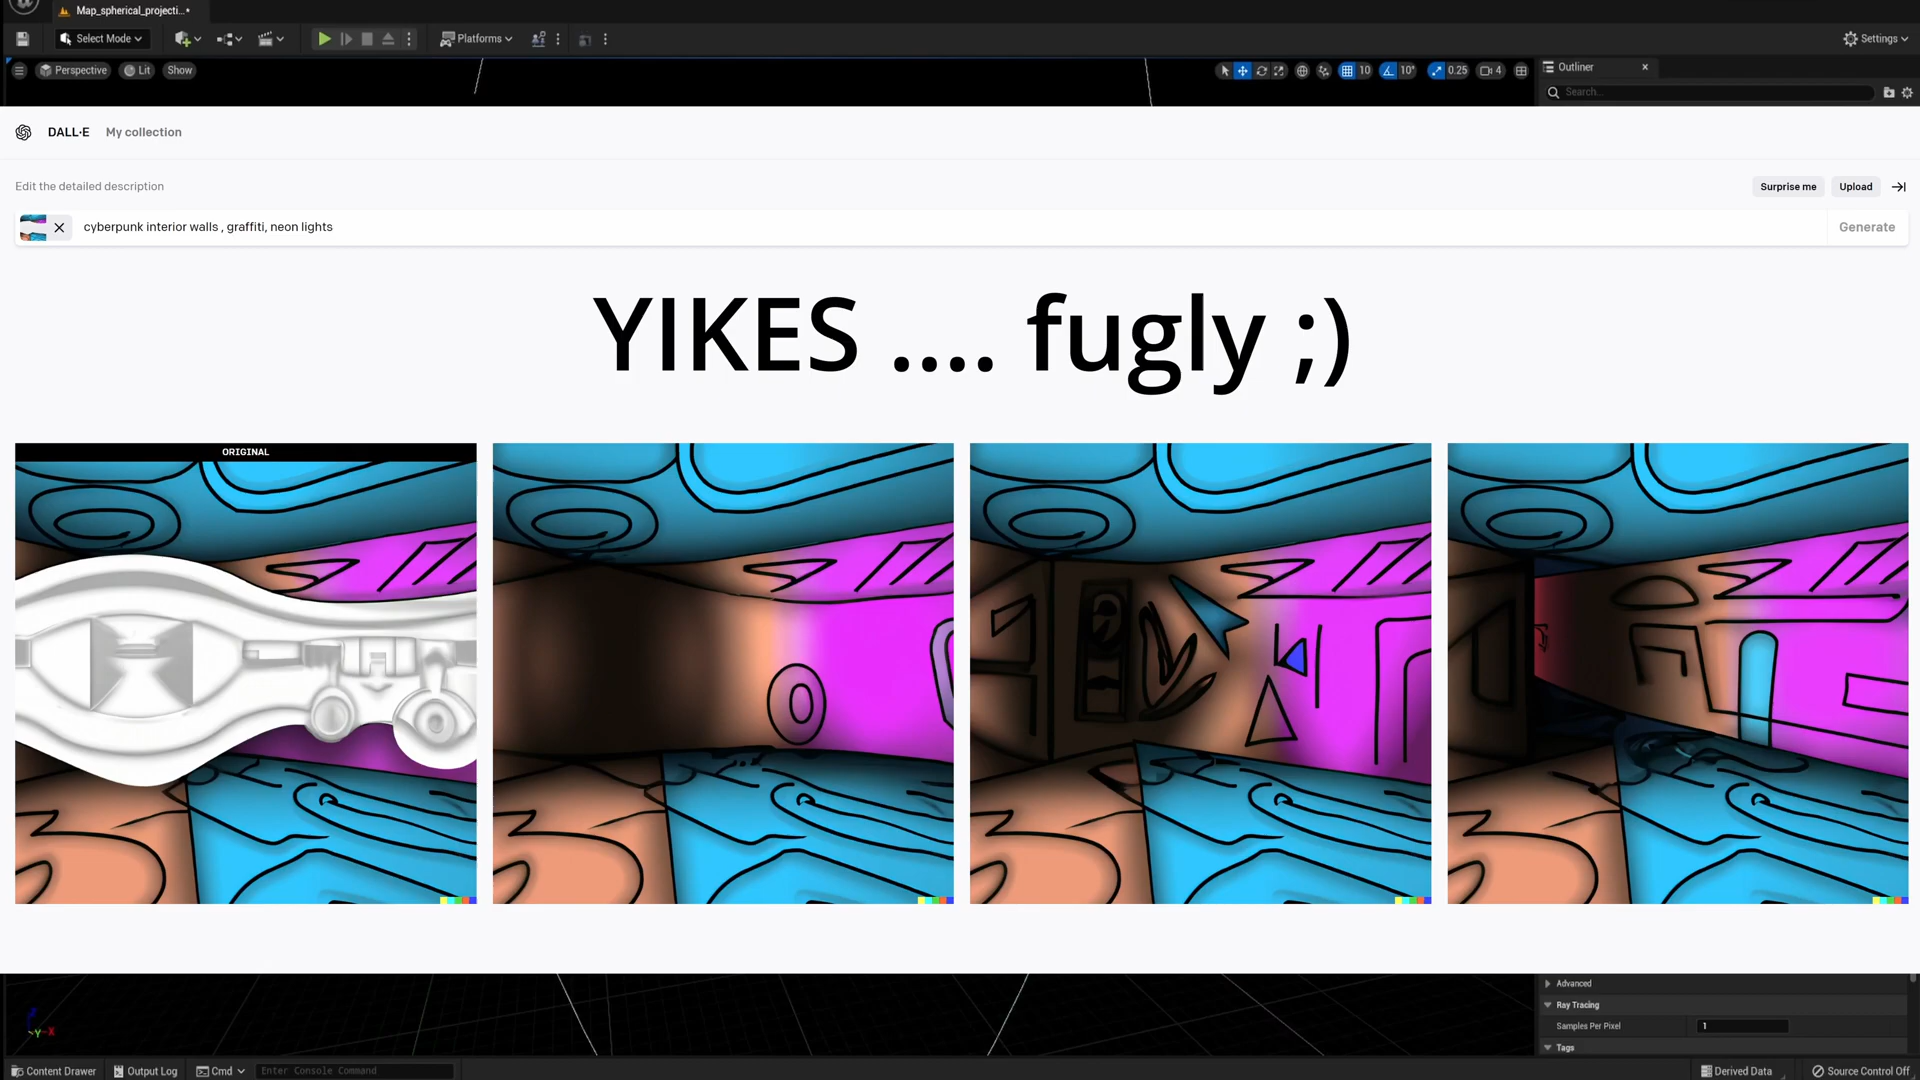 Map_spherical_projecti...*
Select Mode
Platforms
Settings
Perspective
Lit
Show
10
10°
0.25
4
Outliner
Search...
DALL·E
My collection
Edit the detailed description
Surprise me
Upload
cyberpunk interior walls , graffiti, neon lights
Generate
YIKES .... fugly ;)
ORIGINAL
Advanced
Ray Tracing
Samples Per Pixel
1
Tags
Content Drawer
Output Log
Cmd
Enter Console Command
Derived Data
Source Control Off